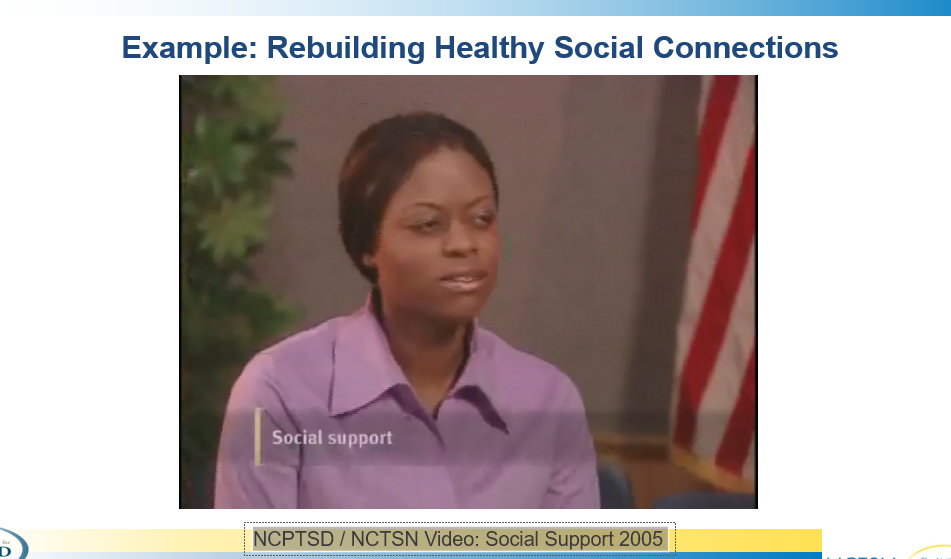 Example: Rebuilding Healthy Social Connections
Social support
NCPTSD / NCTSN Video: Social Support 2005